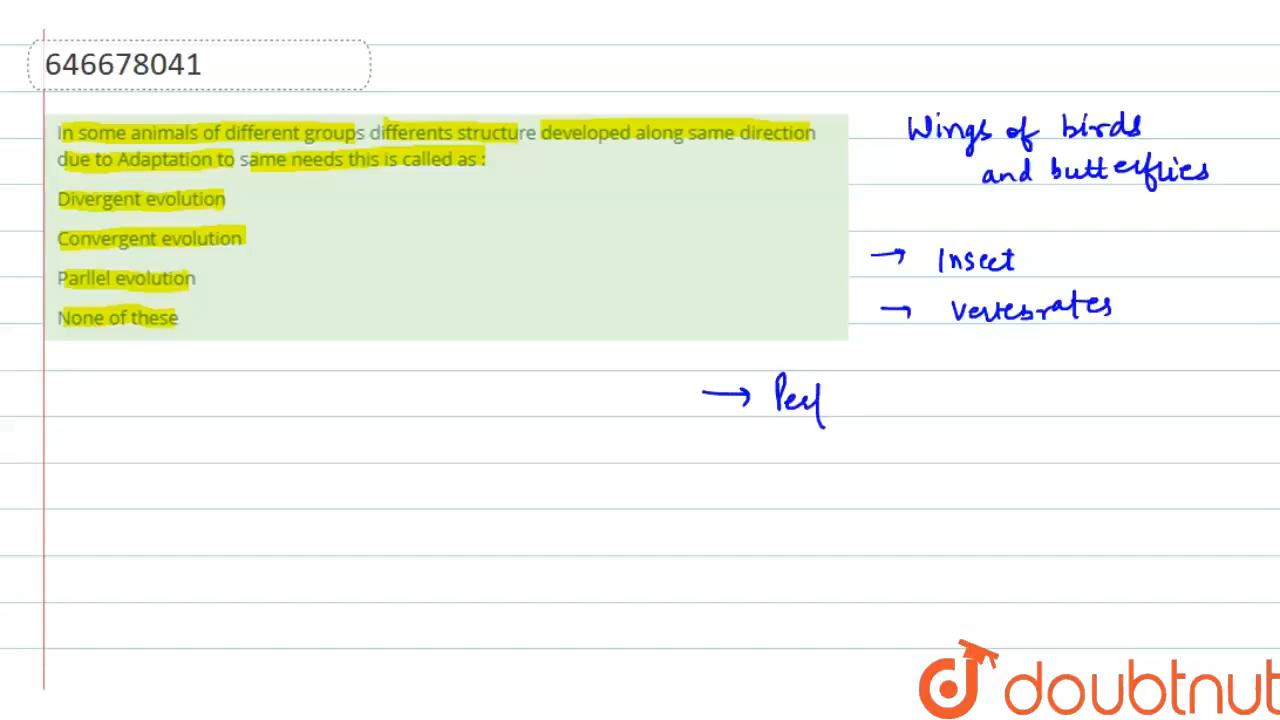 646678041
In some animals of different groups differents structure developed along same direction
due to Adaptation to same needs this is called as :
Divergent evolution
Convergent evolution
Parllel evolution
None of these
Wings of birds
and butterflies
→ Insect
→ Vertebrates
→
doubtnut